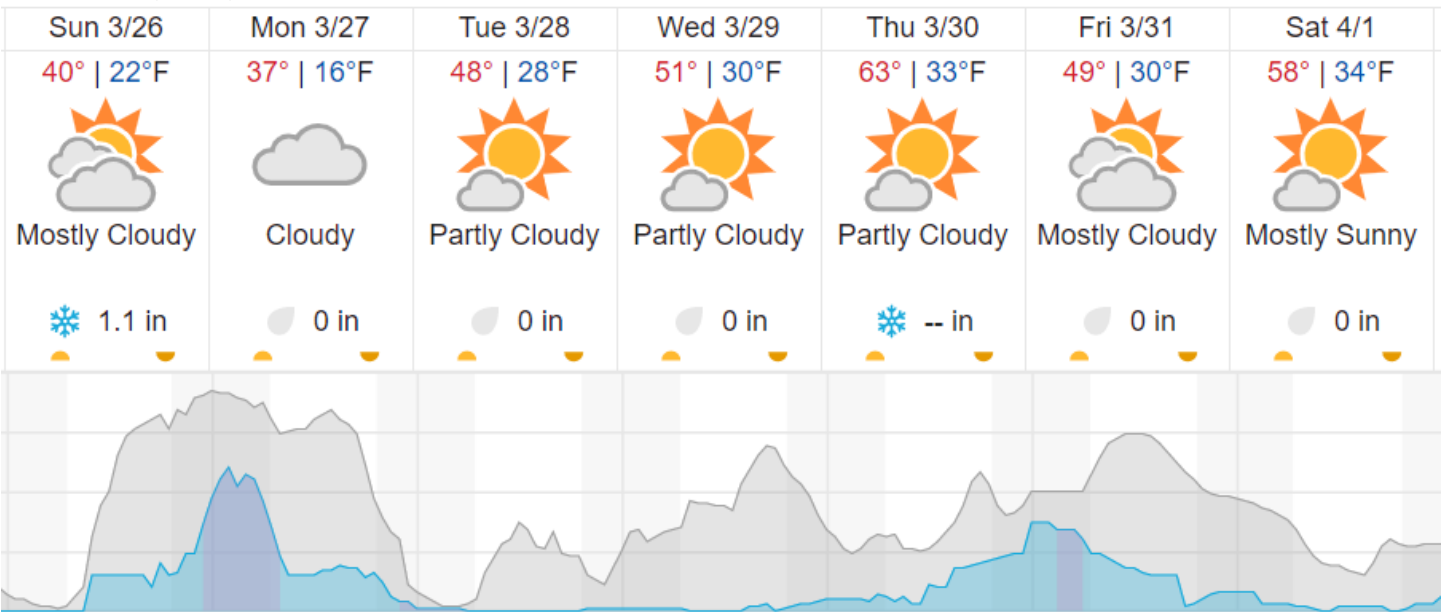 Sun 3/26 Mon 3/27 Tue 3/28 Wed 3/29 Thu 3/30 Fri 3/31 Sat 4/1
40° | 22°F 37° | 16°F 48° | 28°F 51° | 30°F 63° | 33°F 49° | 30°F 58° | 34°F
Mostly Cloudy Cloudy Partly Cloudy Partly Cloudy Partly Cloudy Mostly Cloudy Mostly Sunny
1.1 in 0 in 0 in 0 in -- in 0 in 0 in